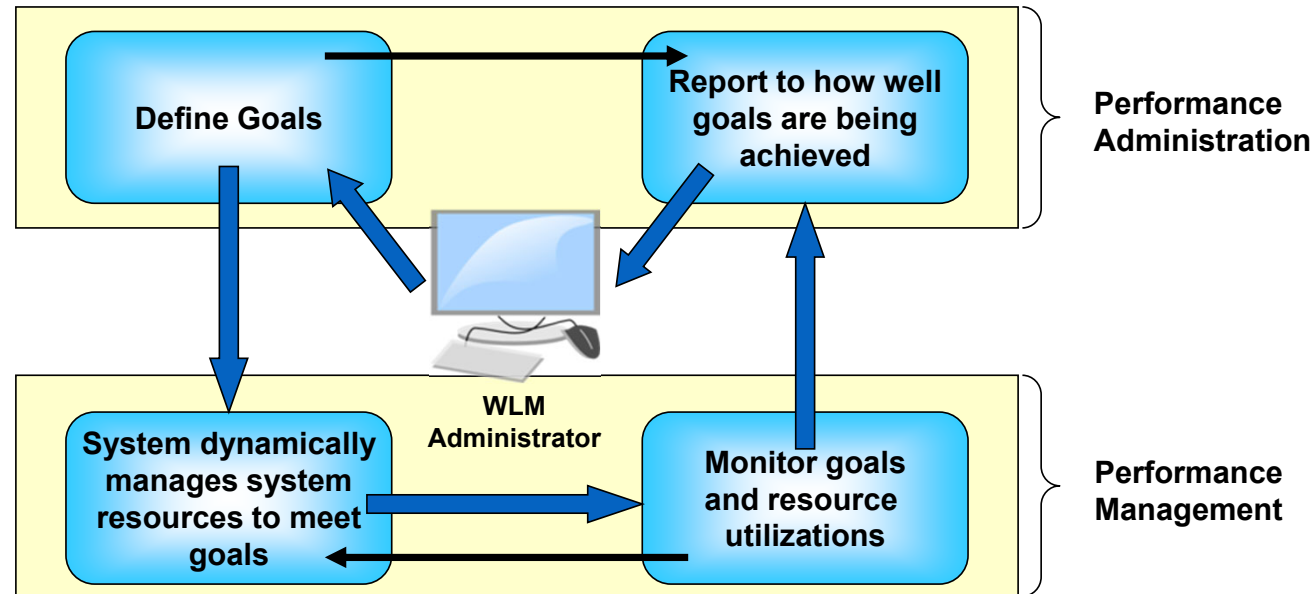 Define Goals
Report to how well
goals are being
achieved
Performance
Administration
WLM
Administrator
System dynamically
manages system
resources to meet
goals
Monitor goals
and resource
utilizations
Performance
Management